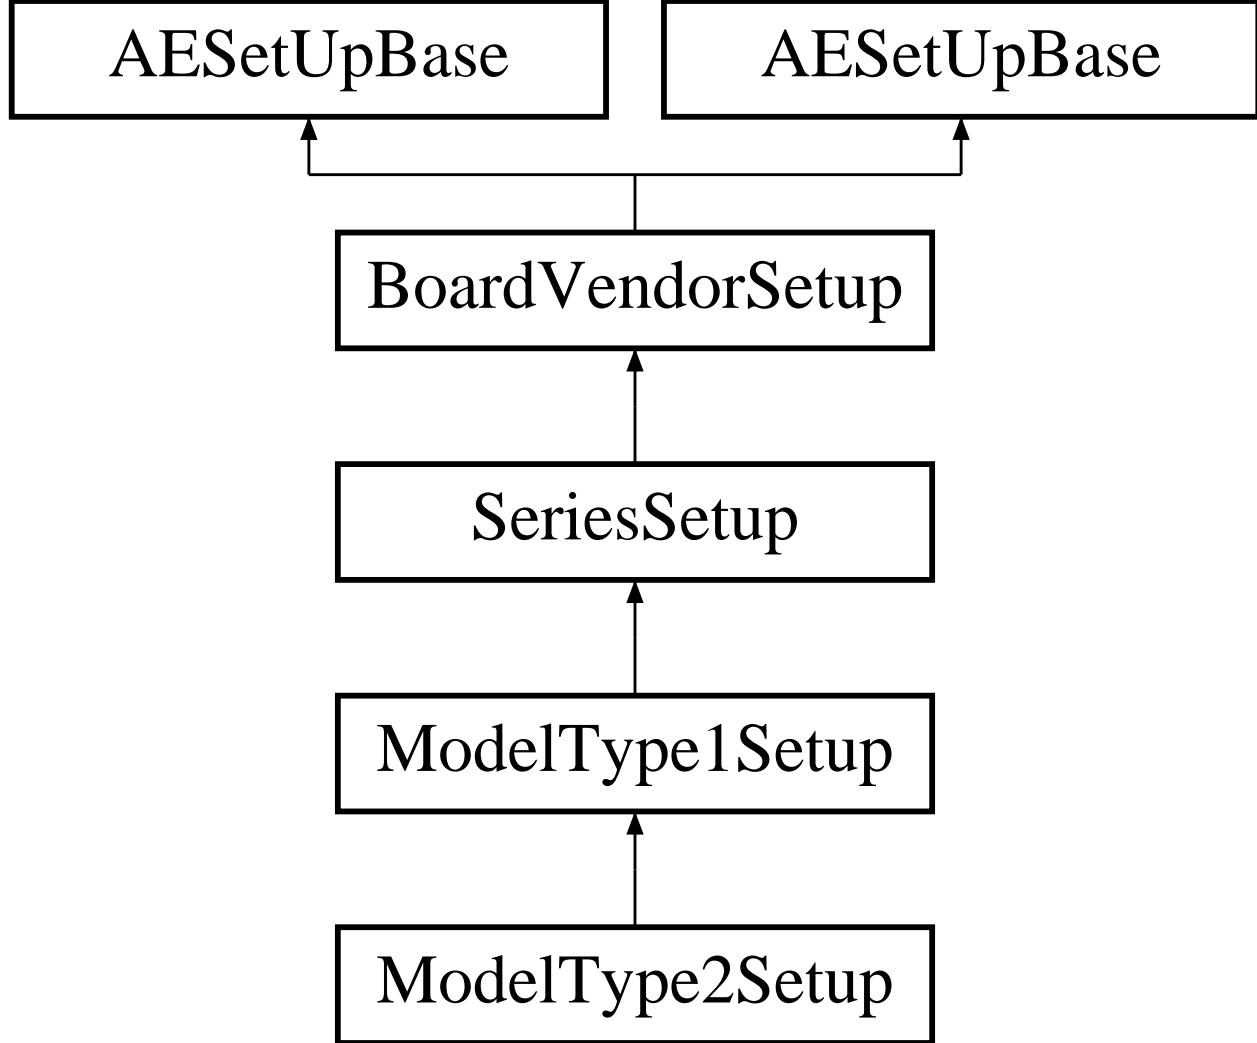 AESetUpBase
AESetUpBase
BoardVendorSetup
SeriesSetup
ModelType1Setup
ModelType2Setup